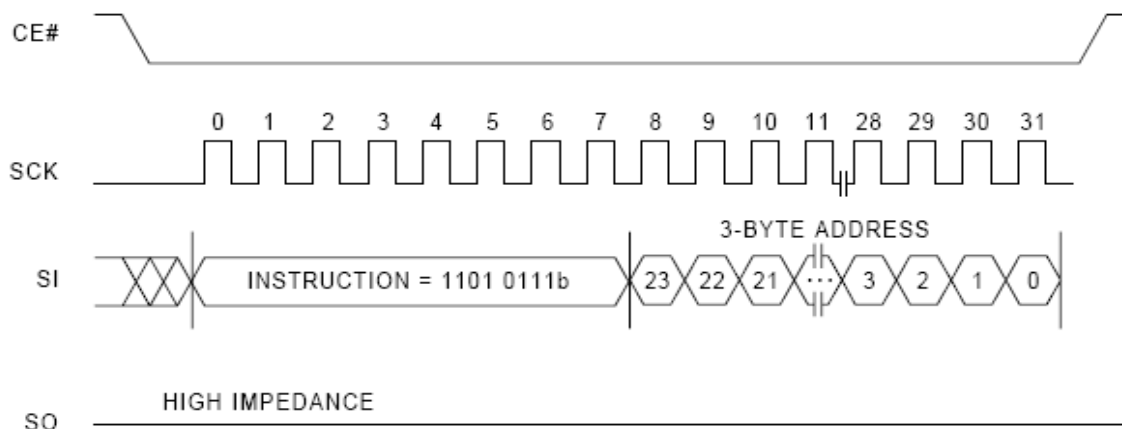 CE#
0 1 2 3 4 5 6 7 8 9 10 11 28 29 30 31
SCK
3-BYTE ADDRESS
SI INSTRUCTION = 1101 0111b 23 22 21 ... 3 2 1 0
HIGH IMPEDANCE
SO